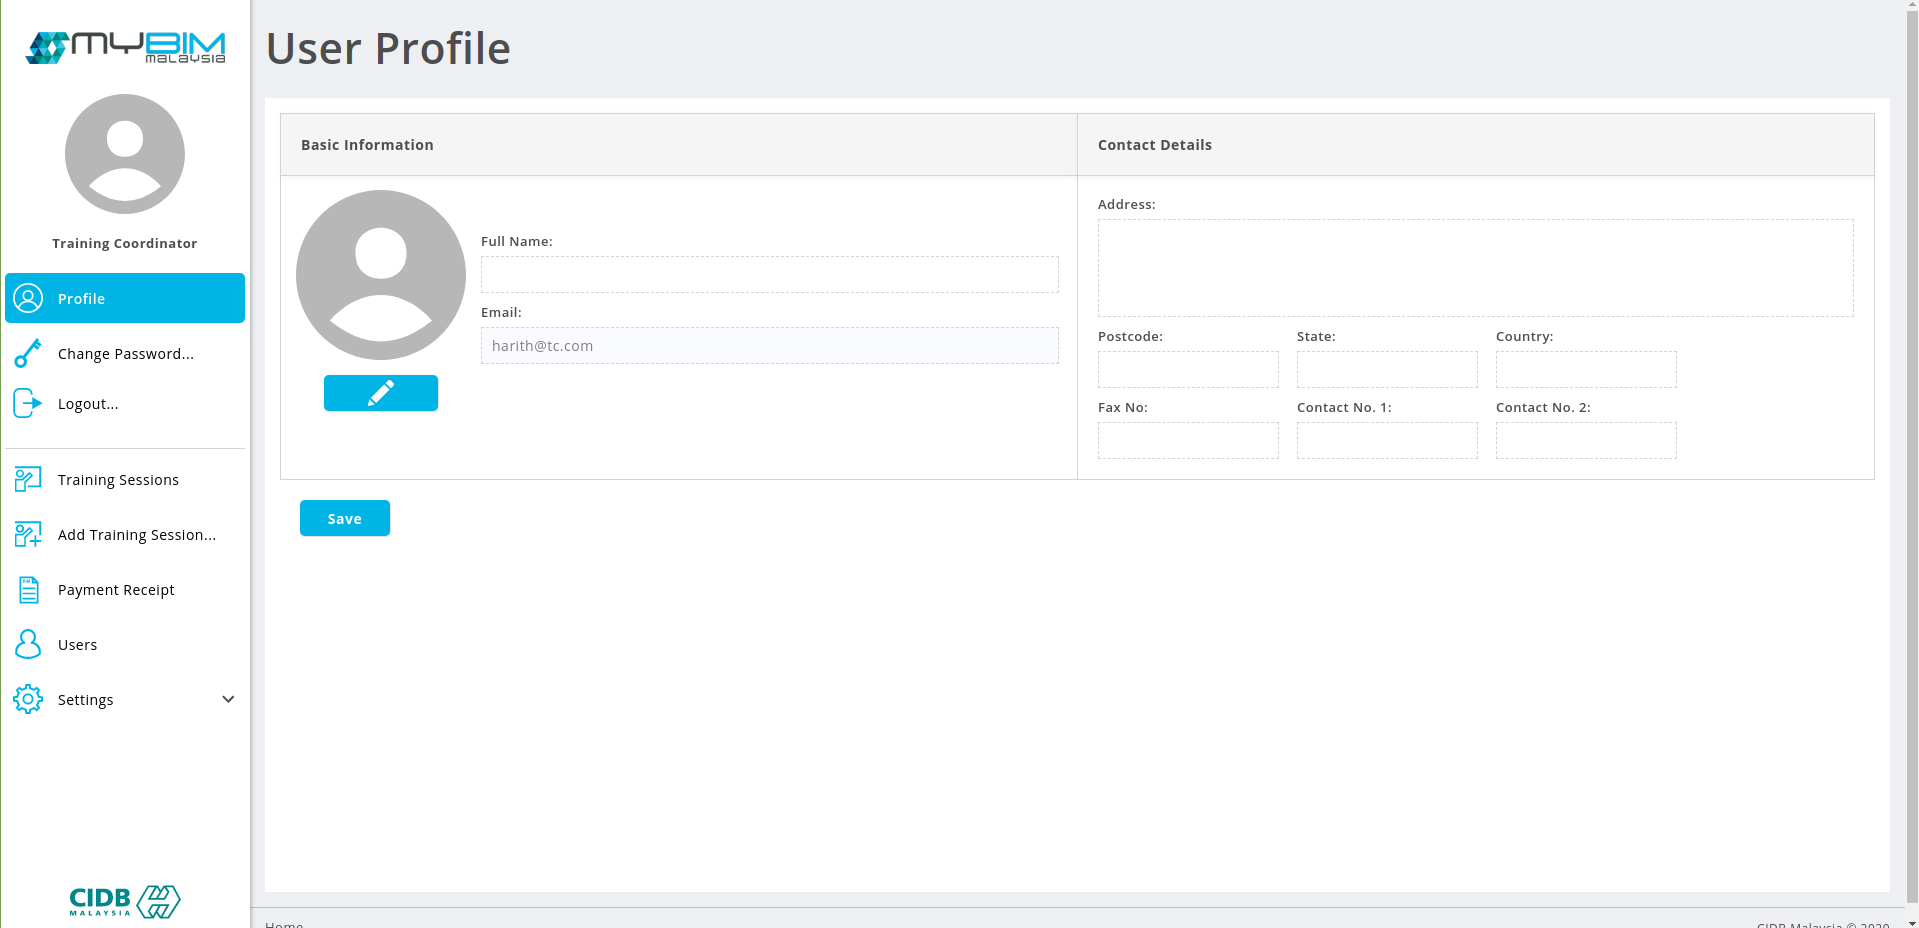 MYBIM
MALAYSIA
Training Coordinator
Profile
Change Password...
Logout...
Training Sessions
Add Training Session...
Payment Receipt
Users
Settings
CIDB
MALAYSIA
User Profile
Basic Information
Full Name:
Email:
harith@tc.com
Save
Contact Details
Address:
Postcode: State: Country:
Fax No: Contact No. 1: Contact No. 2:
Home
CIDB Malaysia © 2020